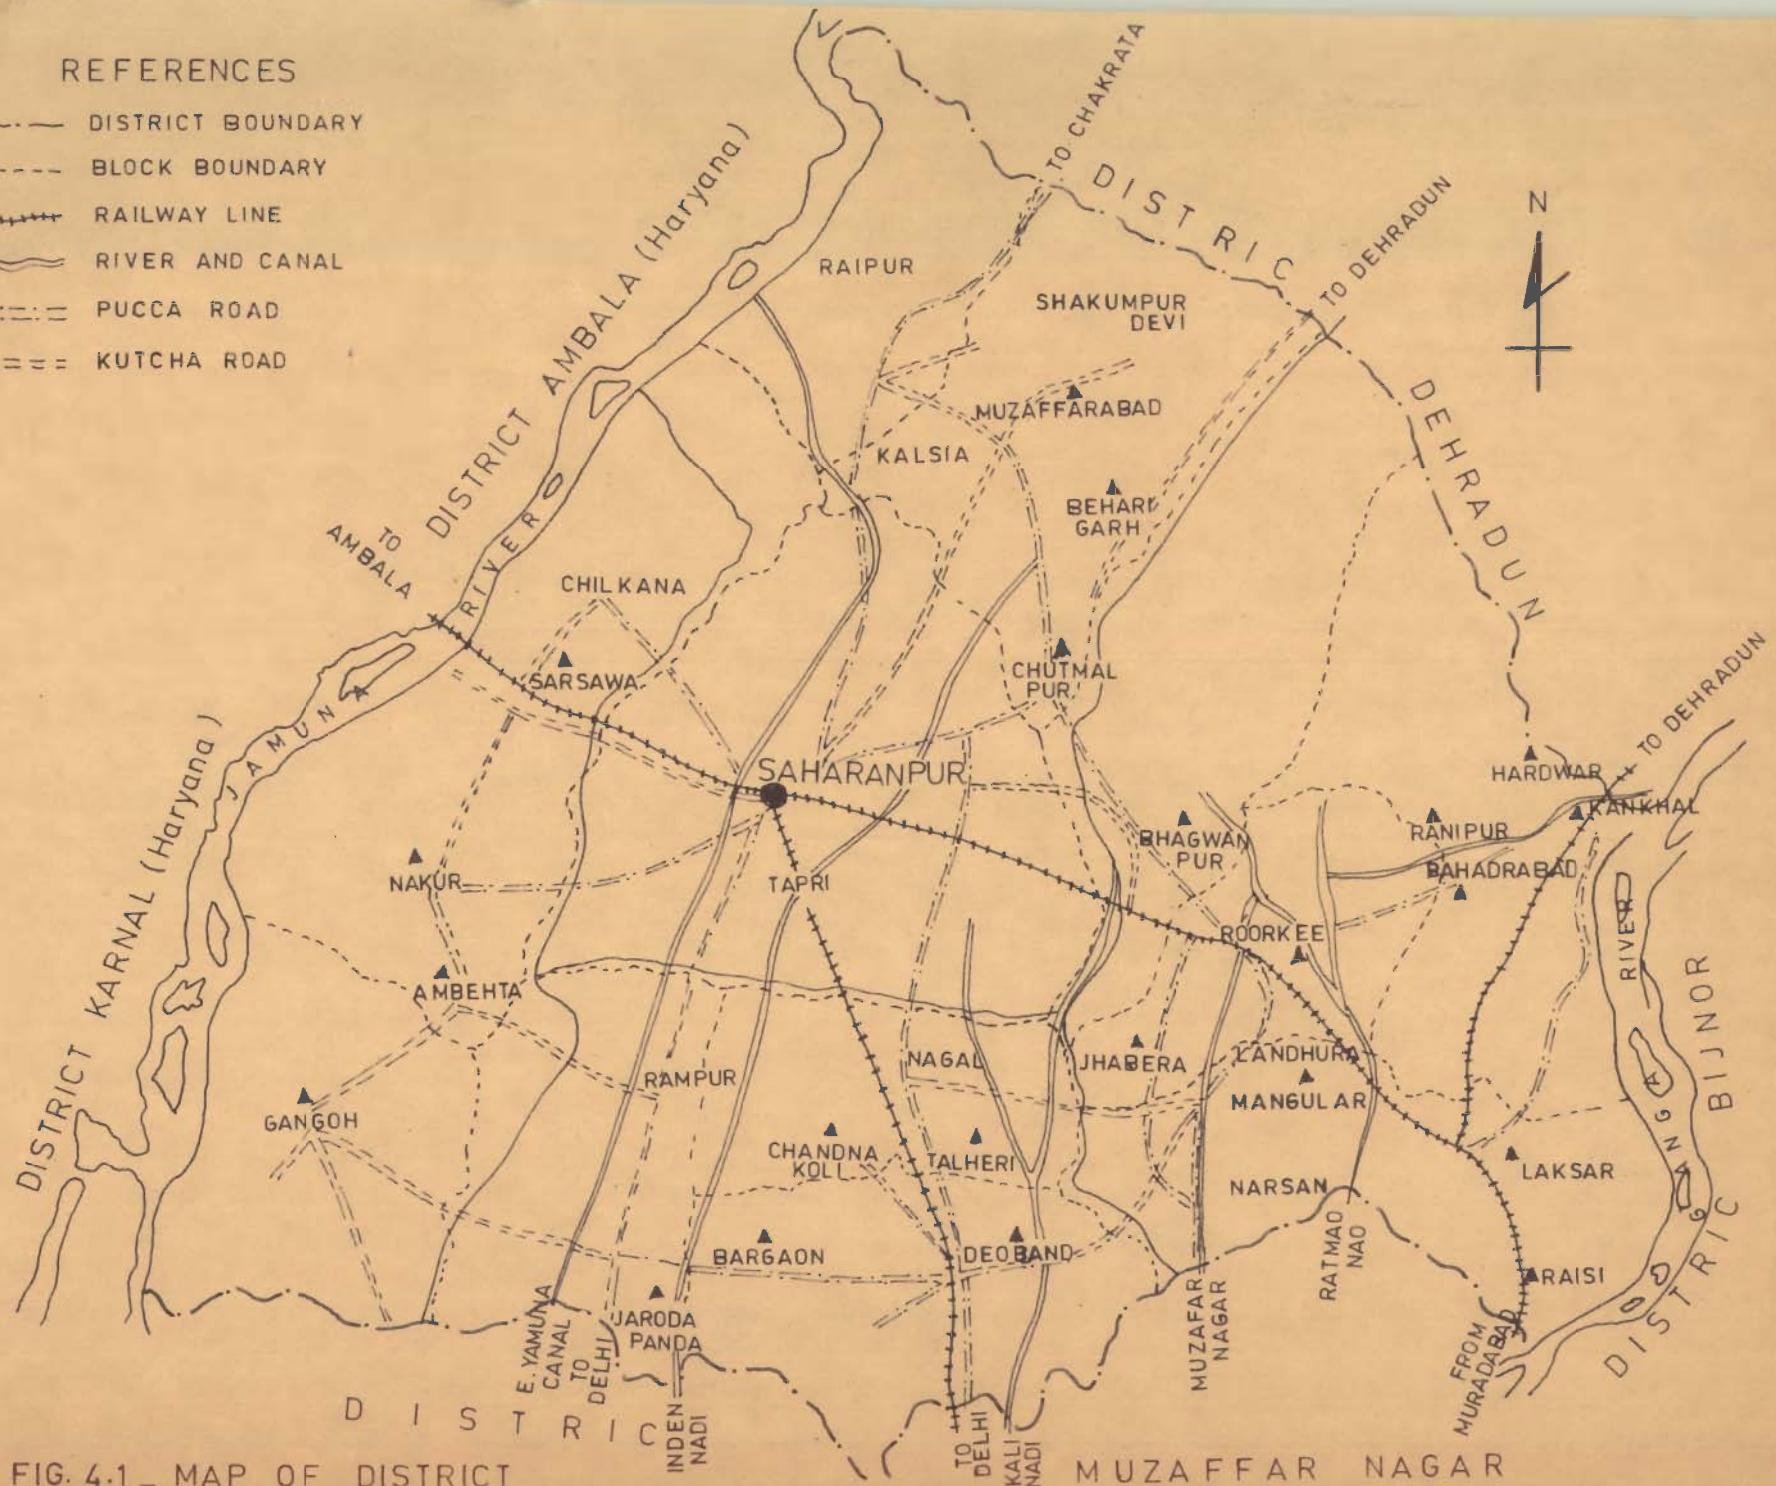 REFERENCES
DISTRICT BOUNDARY
BLOCK BOUNDARY
RAILWAY LINE
RIVER AND CANAL
PUCCA ROAD
KUTCHA ROAD
TO CHAKRATA
DISTRIC
TO DEHRADUN
N
DISTRICT AMBALA (Haryana)
RAIPUR
SHAKUMPUR
DEVI
DEHRADUN
MUZAFFARABAD
KALSIA
BEHARI
GARH
TO
AMBALA
RIVER
CHILKANA
SARSAWA
CHUTMAL
PUR
TO DEHRADUN
JAMUNA
DISTRICT KARNAL (Haryana)
SAHARANPUR
HARDWAR
KANKHAL
RANIPUR
BHAGWAN
PUR
BAHADRABAD
NAKUR
TAPRI
ROORKEE
RIVER
AMBEHTA
BIJNOR
NAGAL
JHABERA
LANDHURA
RAMPUR
MANGULAR
GANGOH
GANGA
CHANDNA
KOLL
TALHERI
LAKSAR
NARSAN
BARGAON
DEOBAND
RATMAO
NAO
RAISI
JARODA
PANDA
E. YAMUNA
CANAL
TO
DELHI
MUZAFAR
NAGAR
FROM
MURADABAD
DISTRIC
DISTRIC
INDEN
NADI
TO
DELHI
KALI
NADI
MUZAFFAR NAGAR
FIG. 4.1_ MAP OF DISTRICT